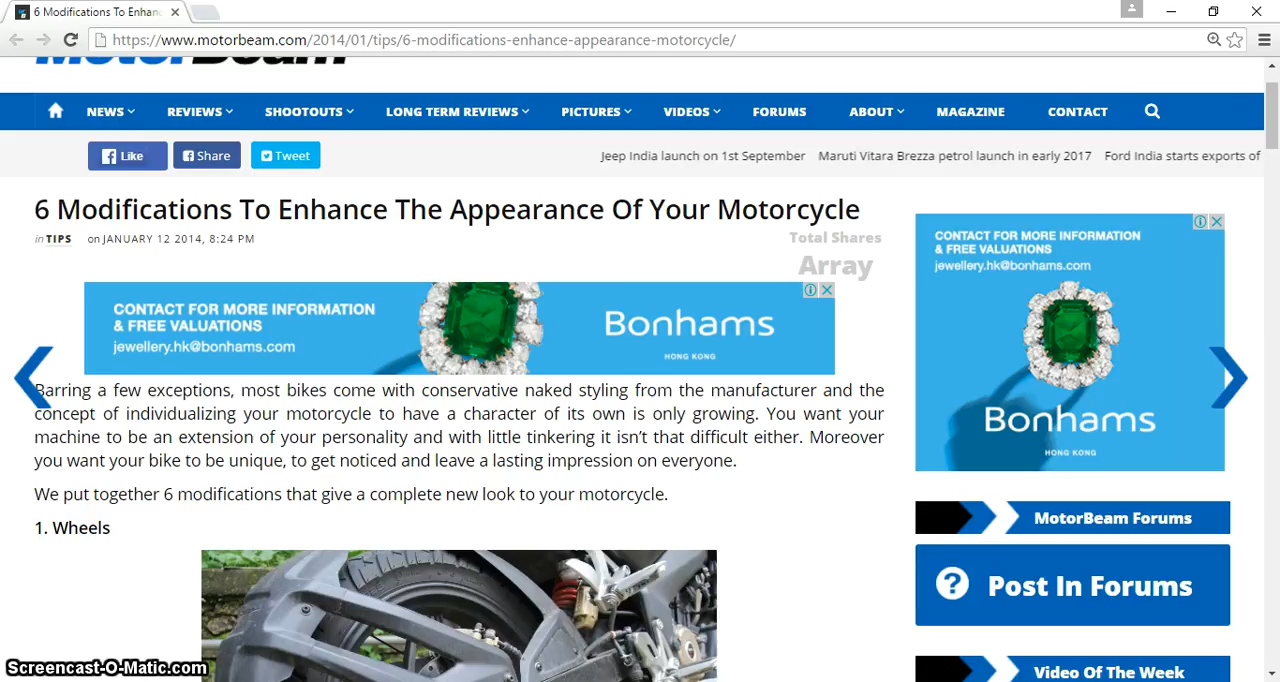 6 Modifications To Enhanc
https://www.motorbeam.com/2014/01/tips/6-modifications-enhance-appearance-motorcycle/
MotorBeam
NEWS REVIEWS SHOOTOUTS LONG TERM REVIEWS PICTURES VIDEOS FORUMS ABOUT MAGAZINE CONTACT
Like Share Tweet Jeep India launch on 1st September Maruti Vitara Brezza petrol launch in early 2017 Ford India starts exports of
6 Modifications To Enhance The Appearance Of Your Motorcycle
in TIPS on JANUARY 12 2014, 8:24 PM
Total Shares
Array
CONTACT FOR MORE INFORMATION
& FREE VALUATIONS
jewellery.hk@bonhams.com
Bonhams
HONG KONG
Barring a few exceptions, most bikes come with conservative naked styling from the manufacturer and the
concept of individualizing your motorcycle to have a character of its own is only growing. You want your
machine to be an extension of your personality and with little tinkering it isn't that difficult either. Moreover
you want your bike to be unique, to get noticed and leave a lasting impression on everyone.
We put together 6 modifications that give a complete new look to your motorcycle.
1. Wheels
CONTACT FOR MORE INFORMATION
& FREE VALUATIONS
jewellery.hk@bonhams.com
Bonhams
HONG KONG
MotorBeam Forums
Post In Forums
Video Of The Week
Screencast-O-Matic.com